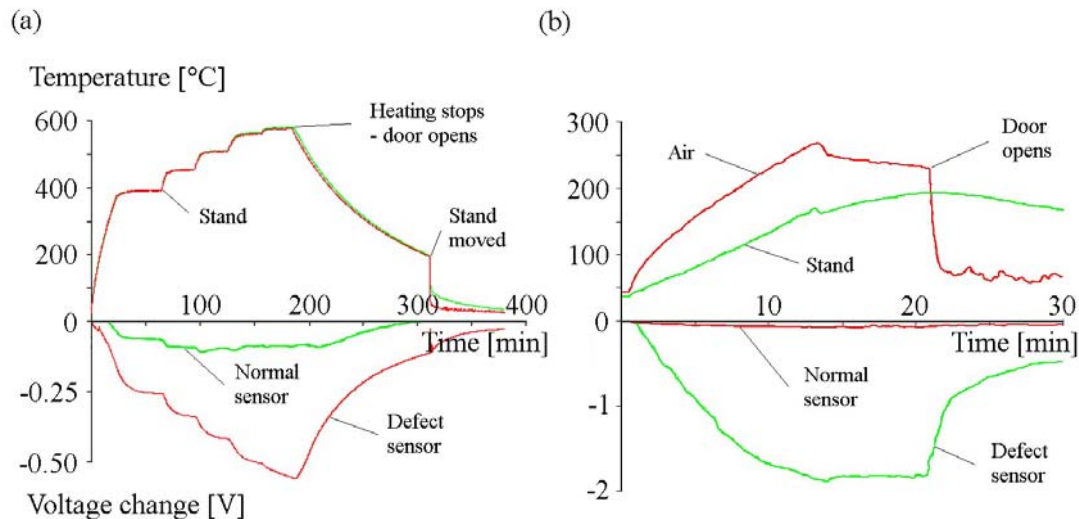 (a)
Temperature [°C]
600
400
200
0
100
200
300
400
Time [min]
-0.25
-0.50
Voltage change [V]
Heating stops
- door opens
Stand
Stand
moved
Normal
sensor
Defect
sensor
(b)
300
200
100
0
10
20
30
Time [min]
-1
-2
Air
Door
opens
Stand
Normal
sensor
Defect
sensor